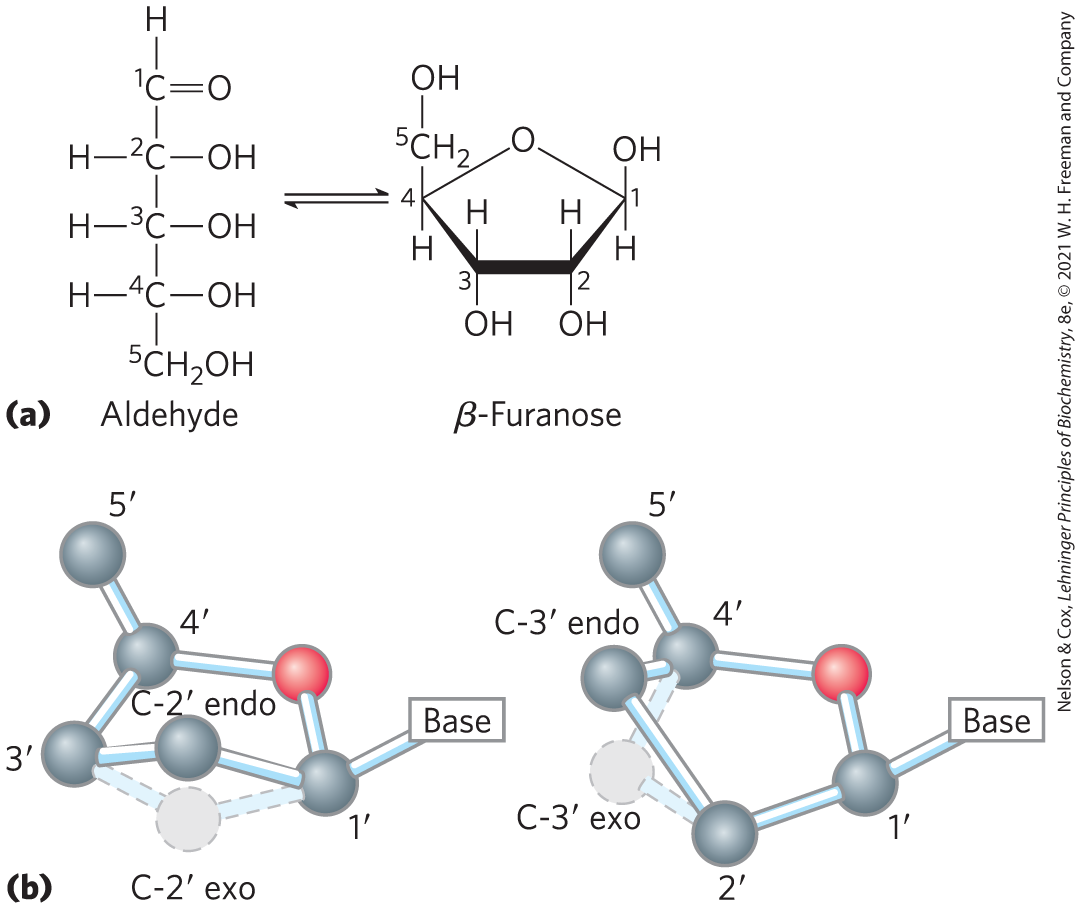 H
1C=O
H—2C—OH
H—3C—OH
H—4C—OH
5CH2OH
OH
5CH2
O
OH
4
H
H
1
H
H
3
2
OH
OH
(a)
Aldehyde
β-Furanose
5′
4′
C-2′ endo
Base
3′
1′
C-2′ exo
5′
4′
C-3′ endo
Base
C-3′ exo
1′
2′
(b)
Nelson & Cox, Lehninger Principles of Biochemistry, 8e, © 2021 W. H. Freeman and Company